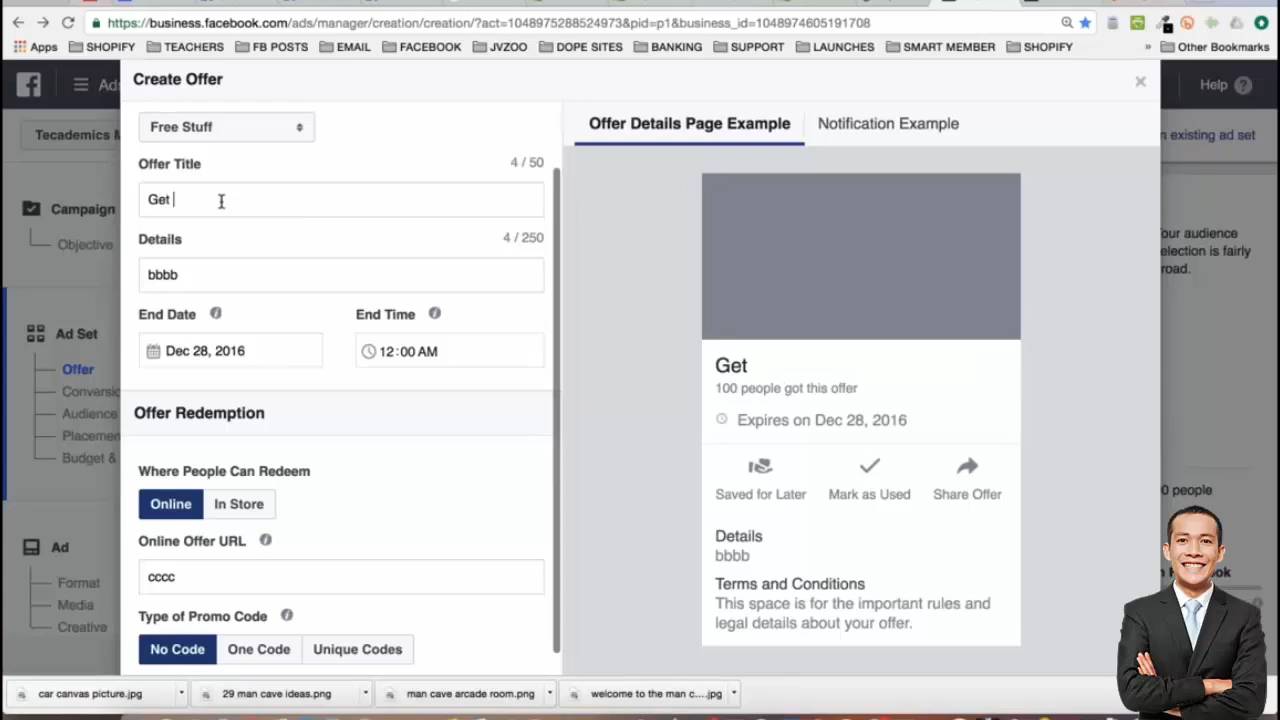 https://business.facebook.com/ads/manager/creation/creation/?act=1048975288524973&pid=p1&business_id=1048974605191708
Apps SHOPIFY TEACHERS FB POSTS EMAIL FACEBOOK JVZOO DOPE SITES BANKING SUPPORT LAUNCHES SMART MEMBER SHOPIFY » Other Bookmarks
Create Offer
Help
Free Stuff
Offer Details Page Example Notification Example
Tecademics
n existing ad set
Offer Title 4 / 50
Get
Campaign
Objective
Details 4 / 250
bbbb
our audience
election is fairly
road.
End Date End Time
Dec 28, 2016 12:00 AM
Ad Set
Offer
Audience
Budget &
Get
100 people got this offer
Expires on Dec 28, 2016
Saved for Later Mark as Used Share Offer
Details
bbbb
Terms and Conditions
This space is for the important rules and
legal details about your offer.
Offer Redemption
Where People Can Redeem
Online In Store
Online Offer URL
cccc
Type of Promo Code
No Code One Code Unique Codes
0 people
Ad
Format
Media
Creative
car canvas picture.jpg 29 man cave ideas.png man cave arcade room.png welcome to the man c....jpg